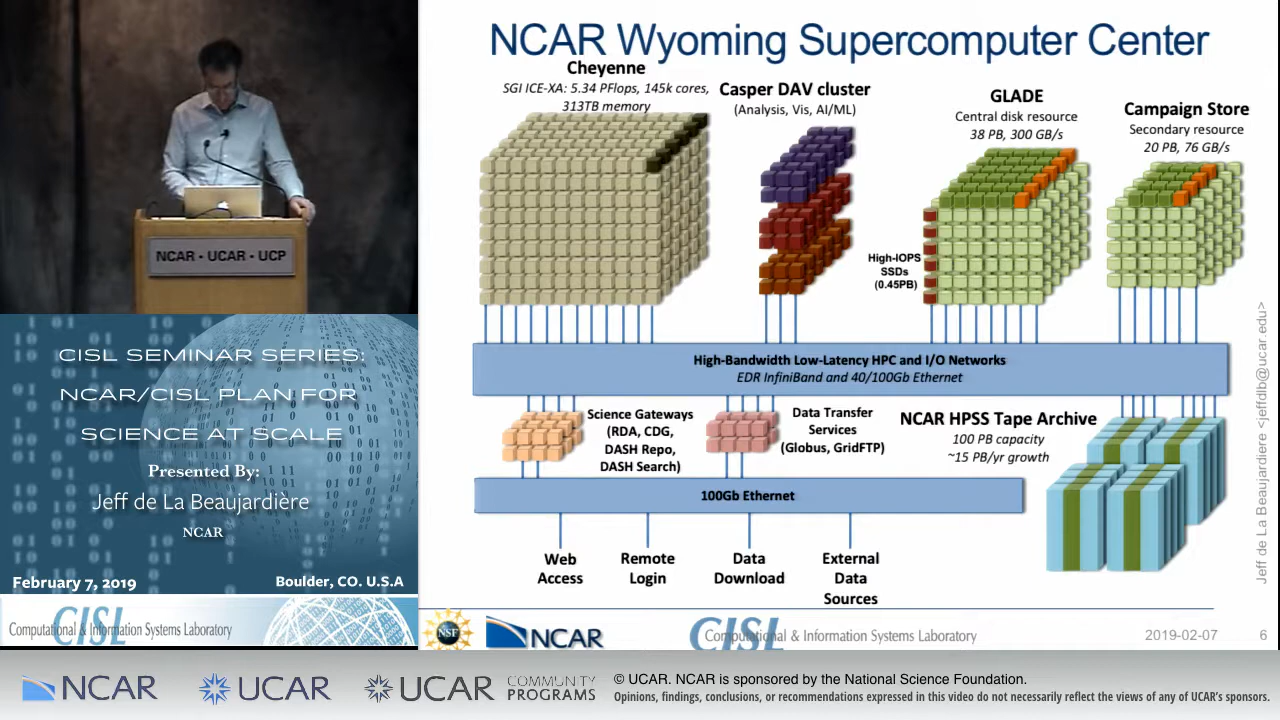 NCAR - UCAR - UCP
CISL SEMINAR SERIES:
NCAR/CISL PLAN FOR
SCIENCE AT SCALE
Presented By:
Jeff de La Beaujardière
NCAR
February 7, 2019
Boulder, CO. U.S.A
CISL
Computational & Information Systems Laboratory
NCAR Wyoming Supercomputer Center
Cheyenne
SGI ICE-XA: 5.34 PFlops, 145k cores,
313TB memory
Casper DAV cluster
(Analysis, Vis, AI/ML)
GLADE
Central disk resource
38 PB, 300 GB/s
Campaign Store
Secondary resource
20 PB, 76 GB/s
High-IOPS
SSDs
(0.45PB)
High-Bandwidth Low-Latency HPC and I/O Networks
EDR InfiniBand and 40/100Gb Ethernet
Science Gateways
(RDA, CDG,
DASH Repo,
DASH Search)
Data Transfer
Services
(Globus, GridFTP)
NCAR HPSS Tape Archive
100 PB capacity
~15 PB/yr growth
100Gb Ethernet
Web
Access
Remote
Login
Data
Download
External
Data
Sources
Jeff de La Beaujardiere <jeffdlb@ucar edu>
NSF
NCAR
CISL
Computational & Information Systems Laboratory
2019-02-07
6
NCAR
UCAR
UCAR
COMMUNITY
PROGRAMS
© UCAR. NCAR is sponsored by the National Science Foundation.
Opinions, findings, conclusions, or recommendations expressed in this video do not necessarily reflect the views of any of UCAR's sponsors.